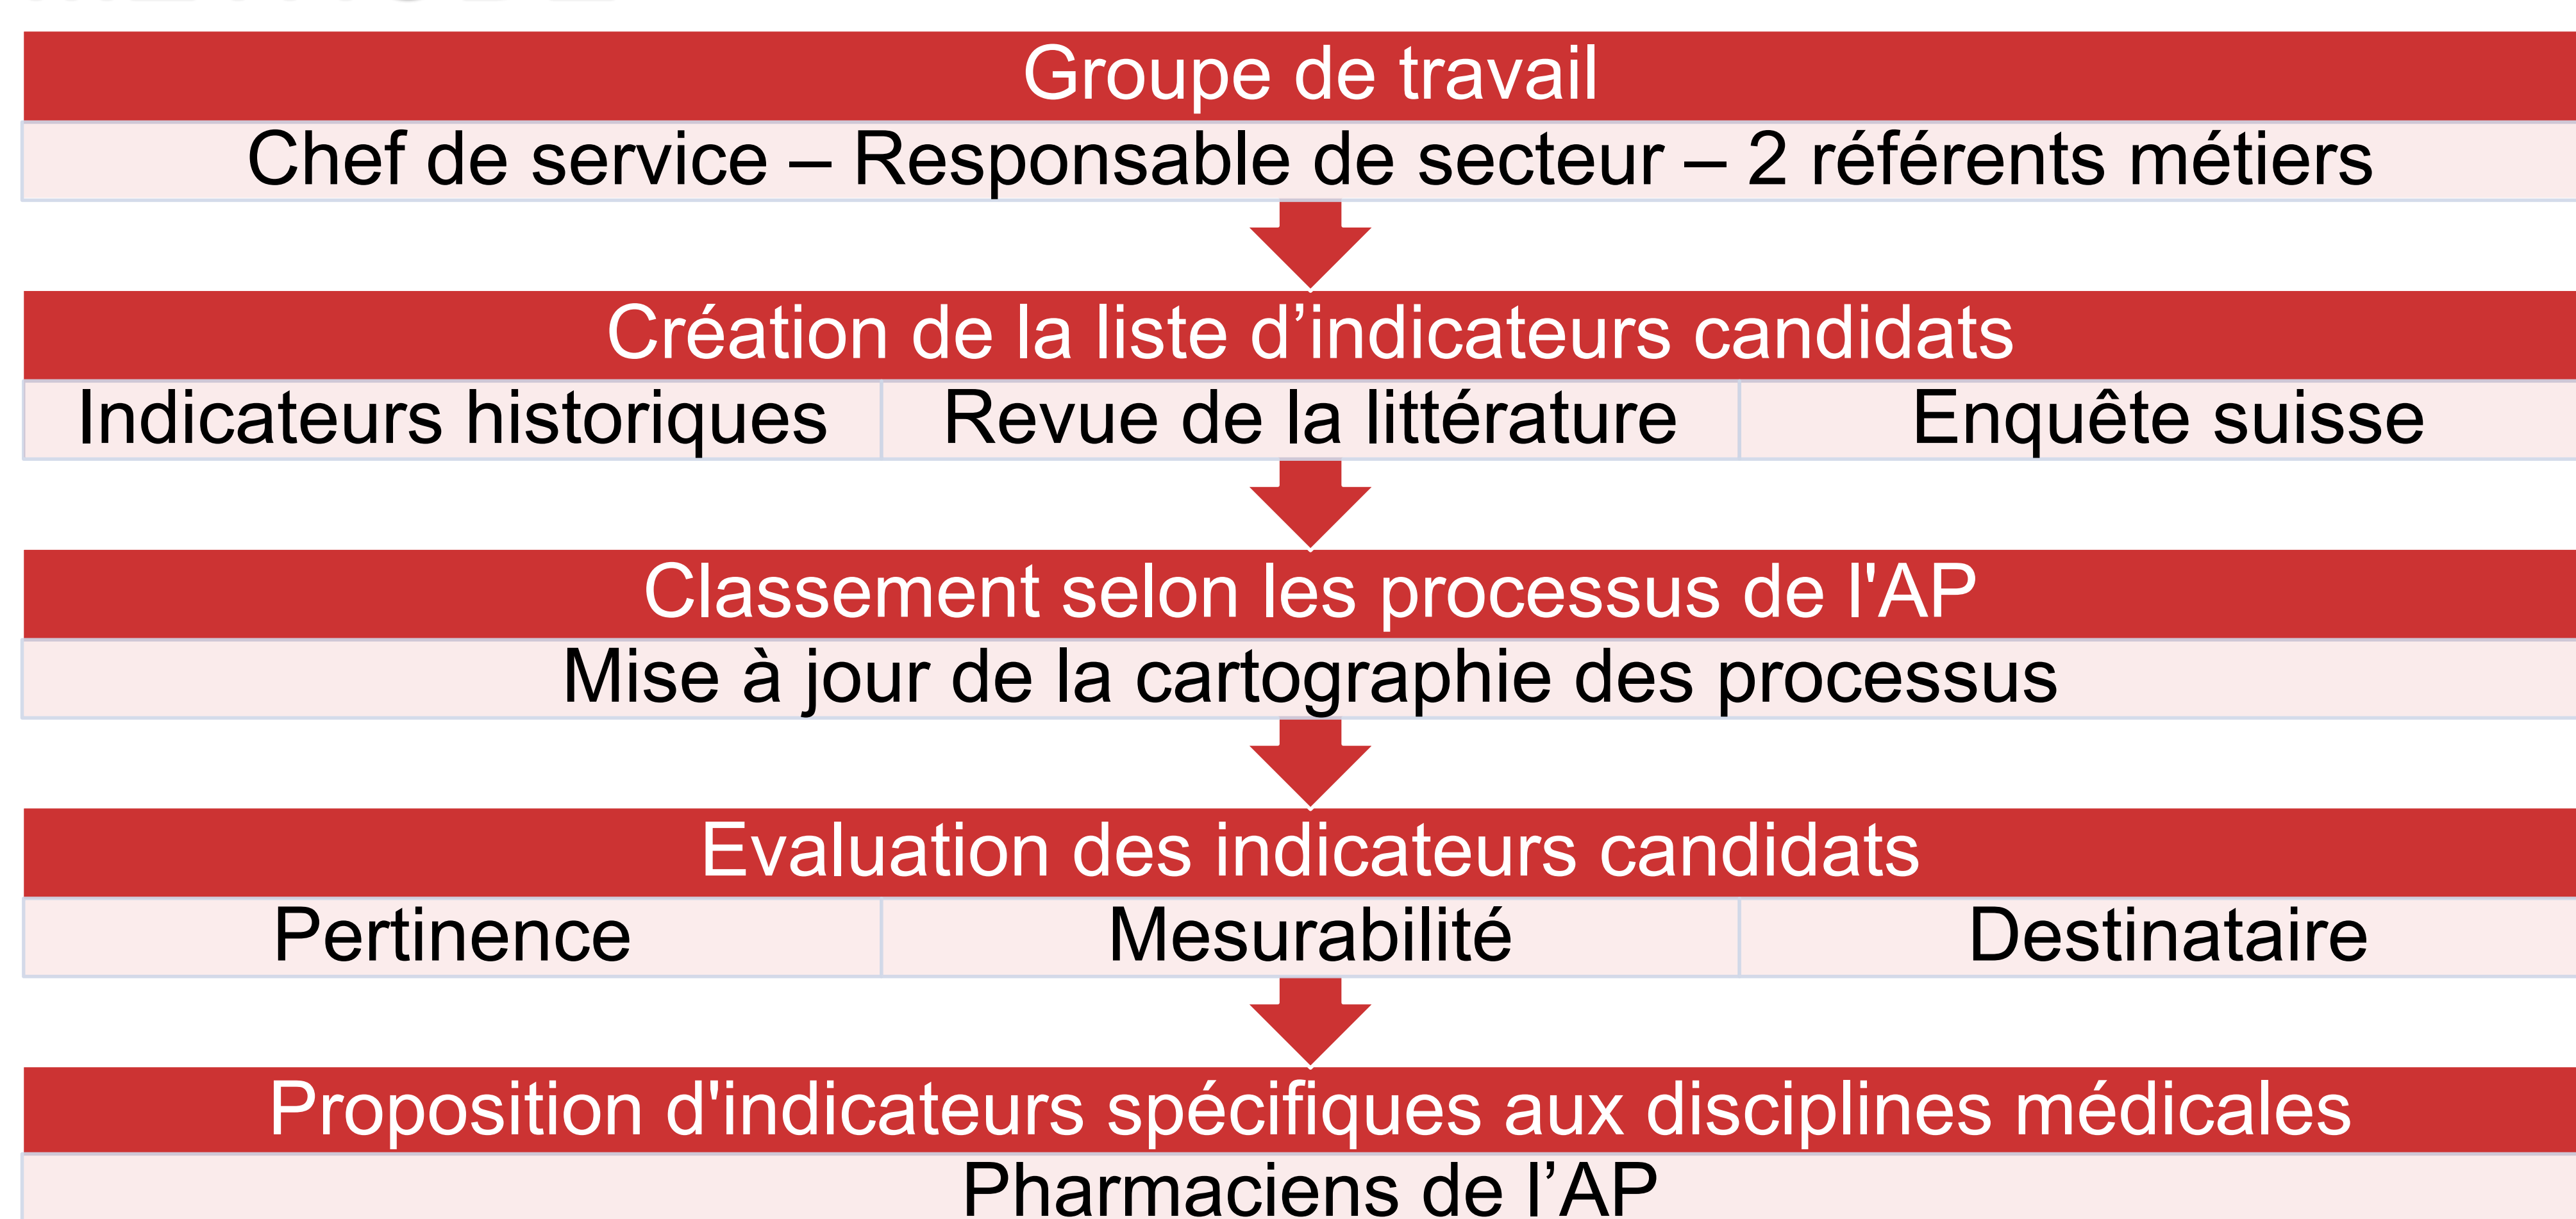 Groupe de travail
Chef de service – Responsable de secteur – 2 référents métiers
Création de la liste d’indicateurs candidats
Indicateurs historiques Revue de la littérature Enquête suisse
Classement selon les processus de l'AP
Mise à jour de la cartographie des processus
Evaluation des indicateurs candidats
Pertinence Mesurabilité Destinataire
Proposition d'indicateurs spécifiques aux disciplines médicales
Pharmaciens de l’AP